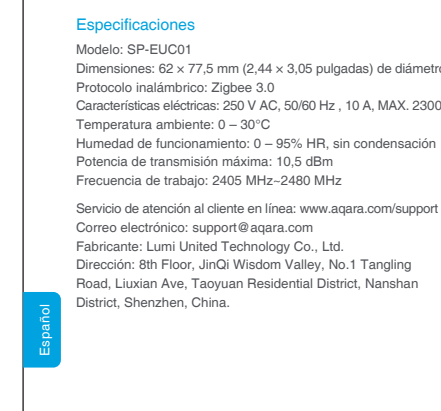 Especificaciones
Modelo: SP-EUC01
Dimensiones: 62 × 77,5 mm (2,44 × 3,05 pulgadas) de diámetro
Protocolo inalámbrico: Zigbee 3.0
Características eléctricas: 250 V AC, 50/60 Hz , 10 A, MAX. 2300
Temperatura ambiente: 0 – 30°C
Humedad de funcionamiento: 0 – 95% HR, sin condensación
Potencia de transmisión máxima: 10,5 dBm
Frecuencia de trabajo: 2405 MHz~2480 MHz
Servicio de atención al cliente en línea: www.aqara.com/support
Correo electrónico: support@aqara.com
Fabricante: Lumi United Technology Co., Ltd.
Dirección: 8th Floor, JinQi Wisdom Valley, No.1 Tangling
Road, Liuxian Ave, Taoyuan Residential District, Nanshan
District, Shenzhen, China.
Español